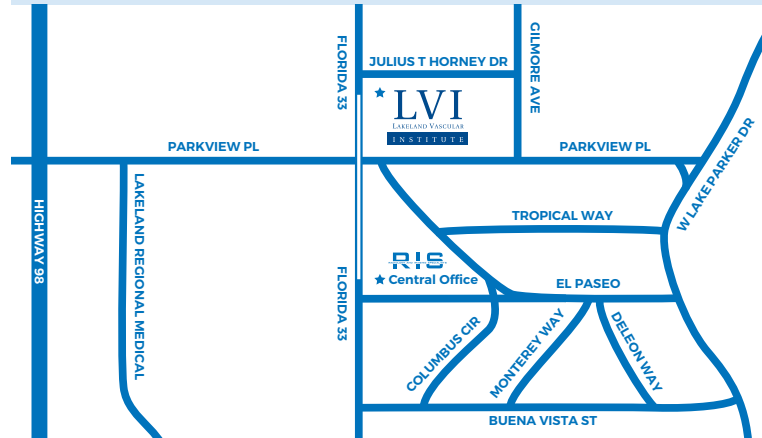 FLORIDA 33
GILMORE AVE
JULIUS T HORNEY DR
LVI
LAKELAND VASCULAR
INSTITUTE
PARKVIEW PL
PARKVIEW PL
W LAKE PARKER DR
HIGHWAY 98
LAKELAND REGIONAL MEDICAL
TROPICAL WAY
RIS
Central Office
FLORIDA 33
EL PASEO
COLUMBUS CIR
MONTEREY WAY
DELEON WAY
BUENA VISTA ST